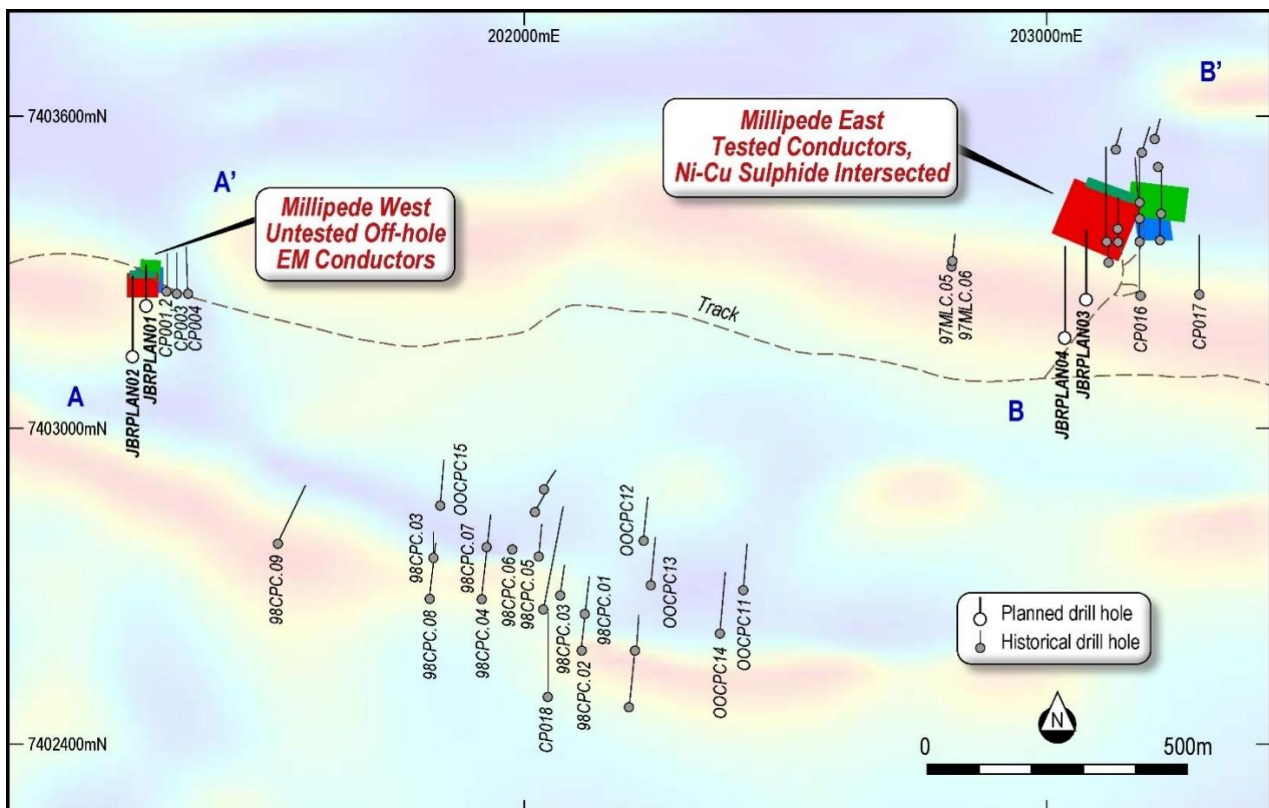 202000mE
203000mE
B’
7403600mN
Millipede East
Tested Conductors,
Ni-Cu Sulphide Intersected
A’
Millipede West
Untested Off-hole
EM Conductors
97MLC.05
97MLC.06
CP016
CP017
CP001,2
CP003
CP004
JBRPLAN01
JBRPLAN02
Track
JBRPLAN03
JBRPLAN04
A
B
7403000mN
98CPC.09
98CPC.03
OOCPC15
98CPC.08
98CPC.07
98CPC.04
98CPC.06
98CPC.05
CP018
98CPC.03
98CPC.02
98CPC.01
OOCPC12
OOCPC13
OOCPC14
OOCPC11
Planned drill hole
Historical drill hole
N
7402400mN
0
500m